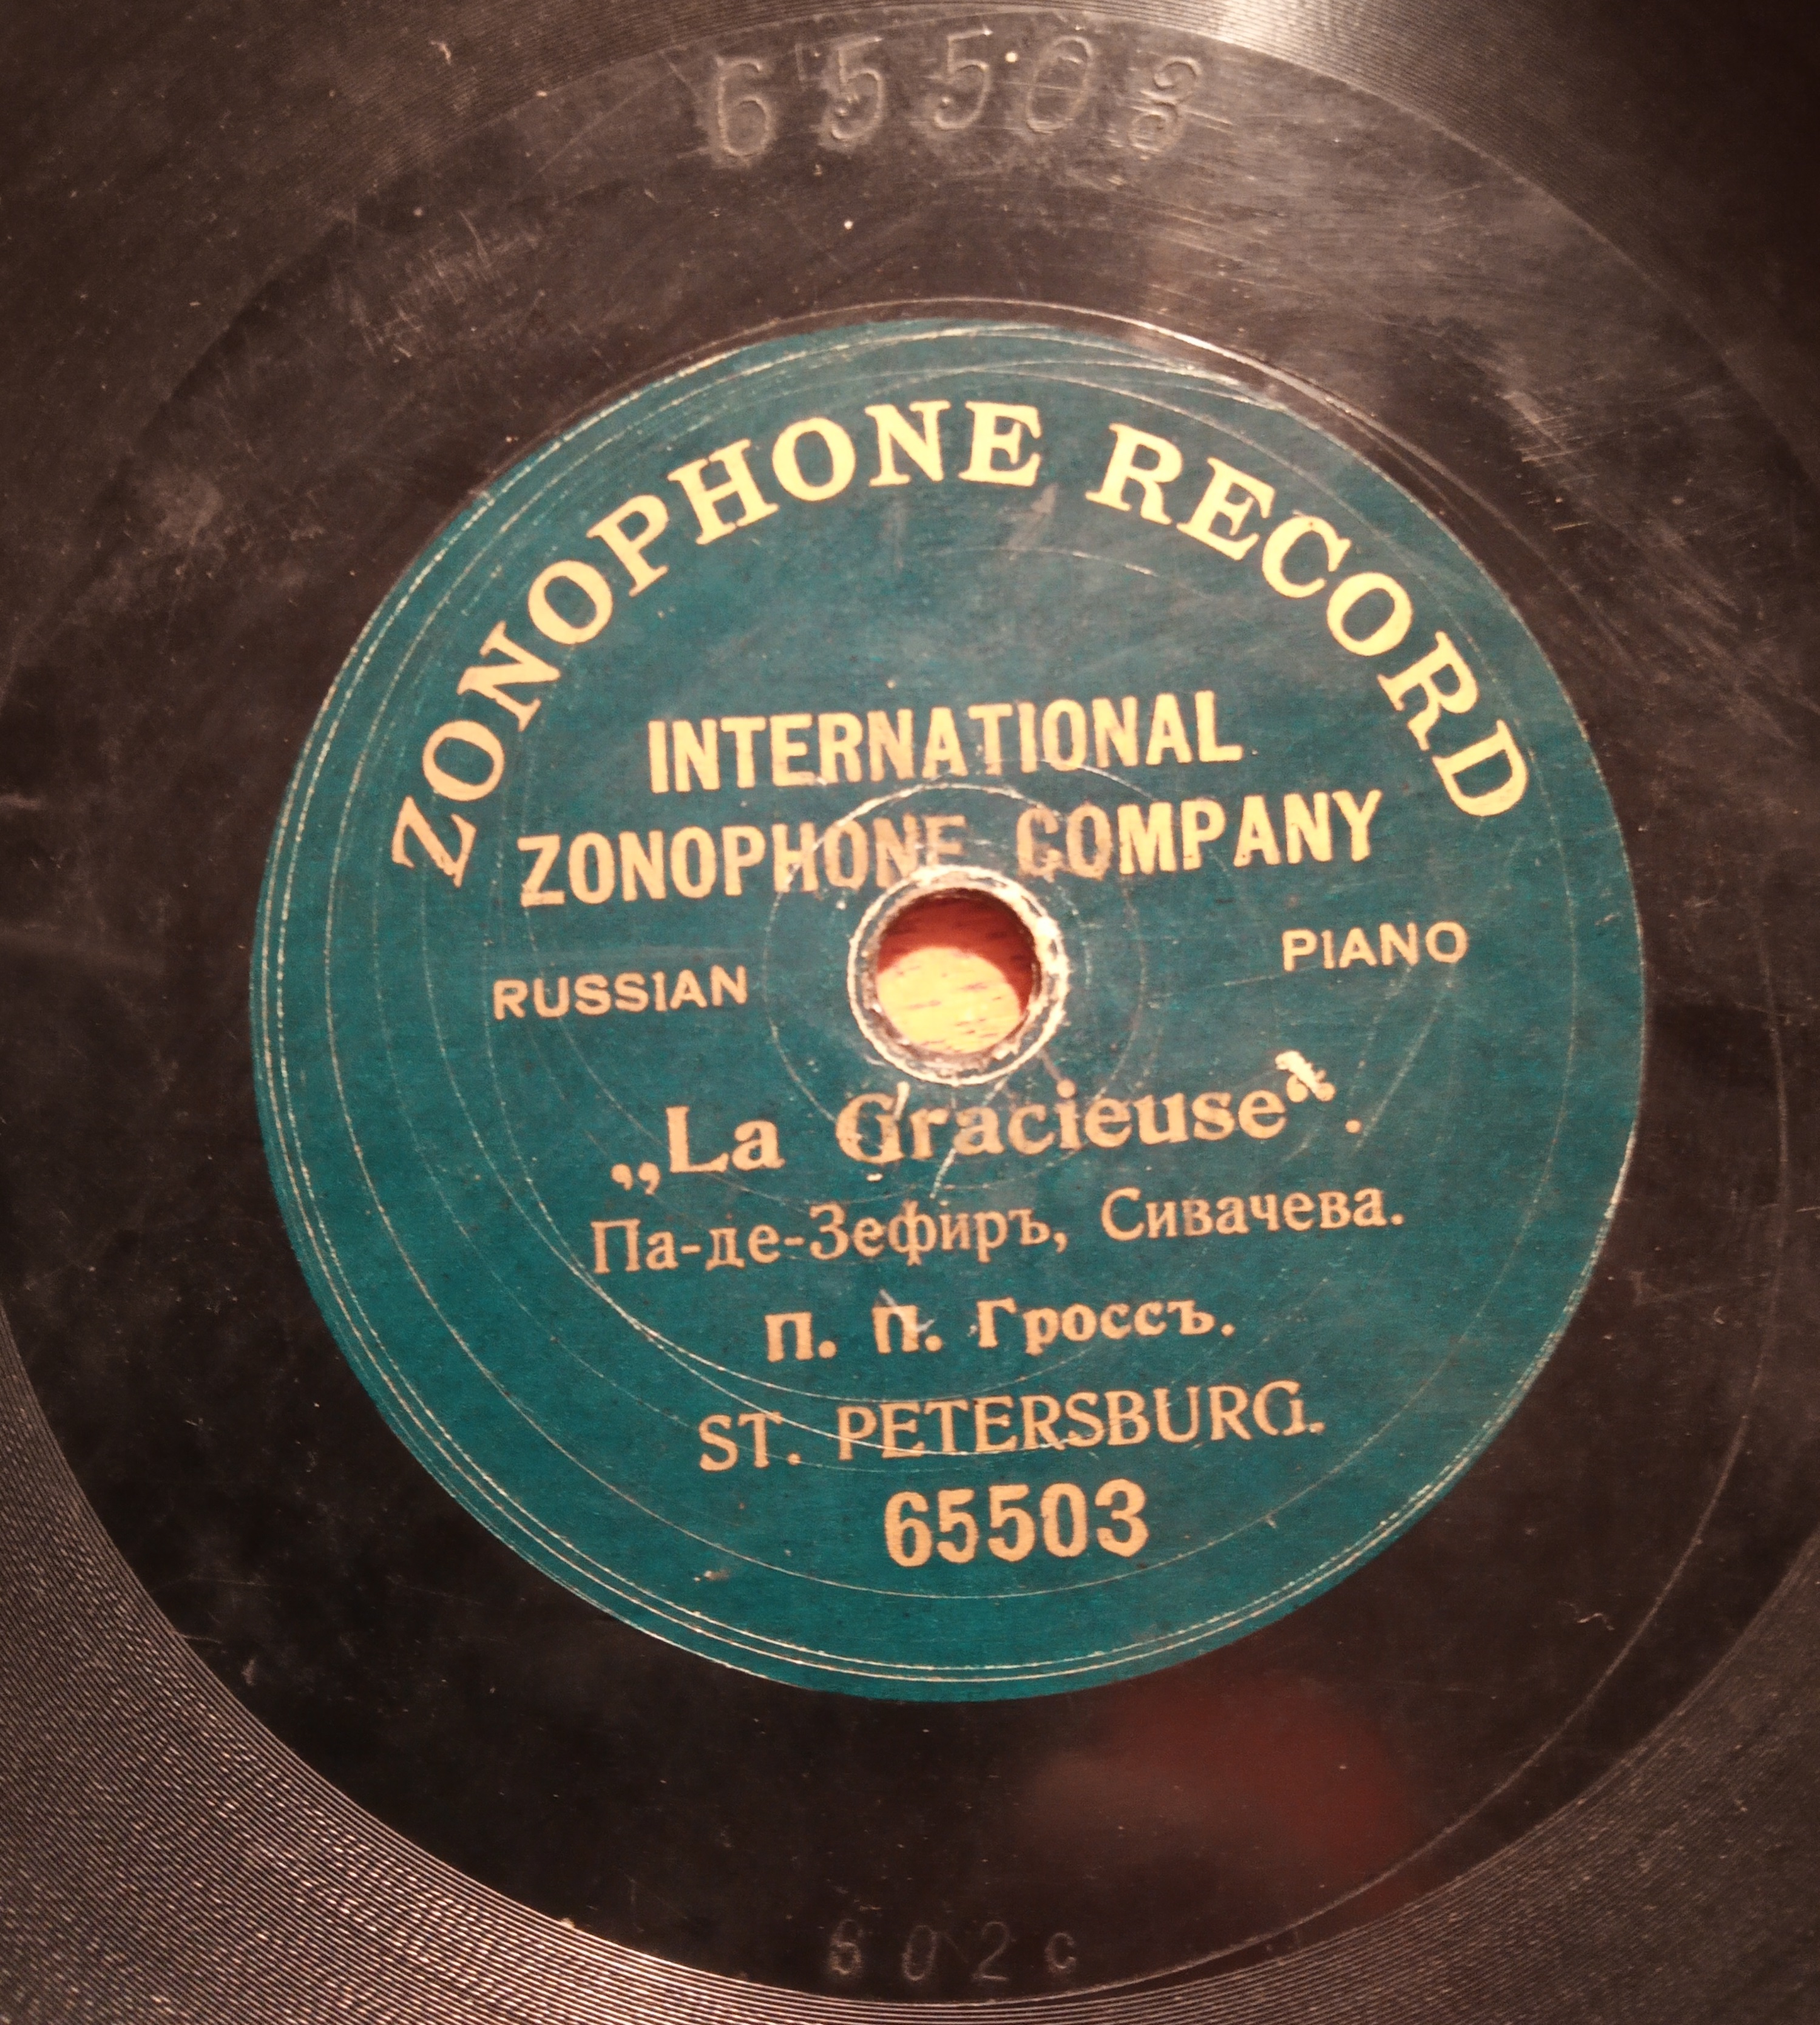 65503
ZONOPHONE RECORD
INTERNATIONAL
ZONOPHONE COMPANY
RUSSIAN
PIANO
„La Gracieuse“.
Па-де-Зефиръ, Сивачева.
П. П. Гроссъ.
ST. PETERSBURG.
65503
602c